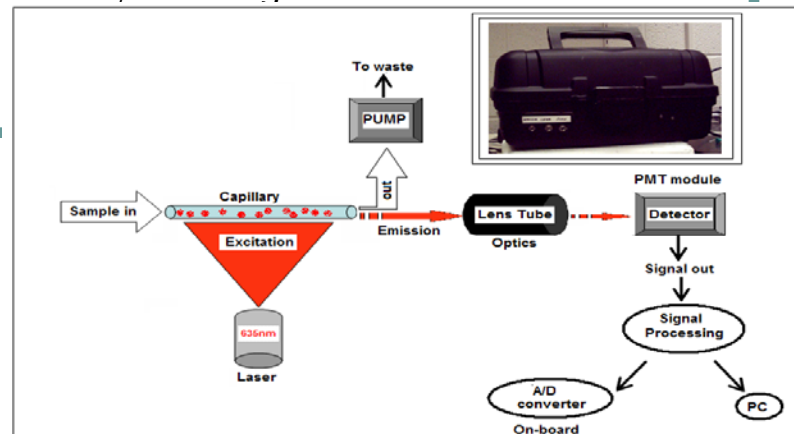 To waste
PUMP
PMT module
out
Capillary
Sample in
Lens Tube
Detector
Emission
Excitation
Optics
Signal out
635nm
Signal
Processing
Laser
A/D
converter
PC
On-board